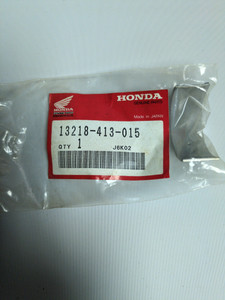 HONDA
Made in Japan
13218-413-015
QTY 1 J6K02